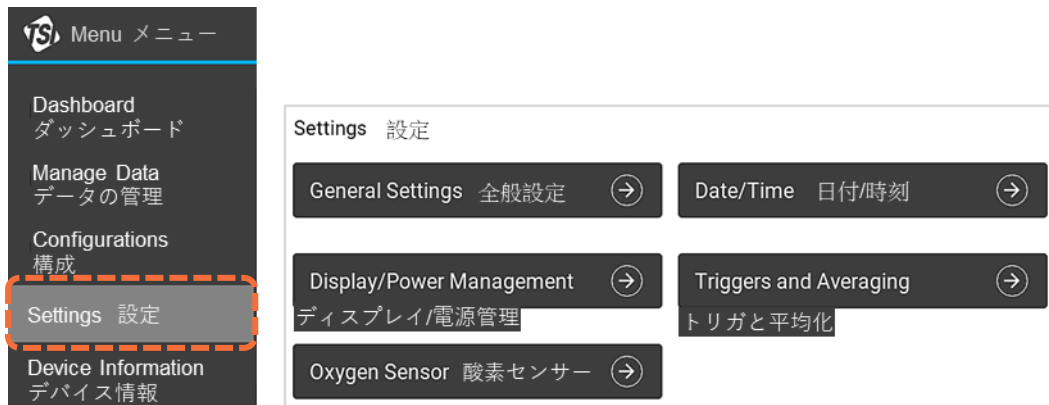 TSI Menu メニュー
Dashboard
ダッシュボード
Manage Data
データの管理
Configurations
構成
Settings 設定
Device Information
デバイス情報
Settings 設定
General Settings 全般設定
Date/Time 日付/時刻
Display/Power Management
ディスプレイ/電源管理
Triggers and Averaging
トリガと平均化
Oxygen Sensor 酸素センサー